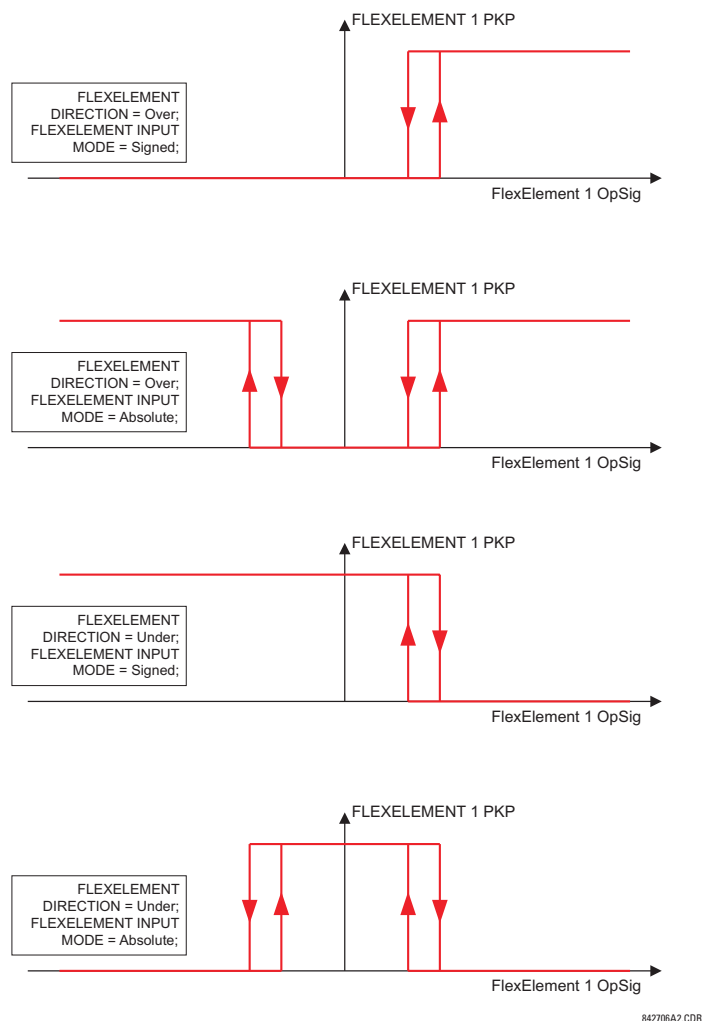 FLEXELEMENT 1 PKP
FLEXELEMENT
DIRECTION = Over;
FLEXELEMENT INPUT
MODE = Signed;
FlexElement 1 OpSig
FLEXELEMENT 1 PKP
FLEXELEMENT
DIRECTION = Over;
FLEXELEMENT INPUT
MODE = Absolute;
FlexElement 1 OpSig
FLEXELEMENT 1 PKP
FLEXELEMENT
DIRECTION = Under;
FLEXELEMENT INPUT
MODE = Signed;
FlexElement 1 OpSig
FLEXELEMENT 1 PKP
FLEXELEMENT
DIRECTION = Under;
FLEXELEMENT INPUT
MODE = Absolute;
FlexElement 1 OpSig
842706A2.CDR